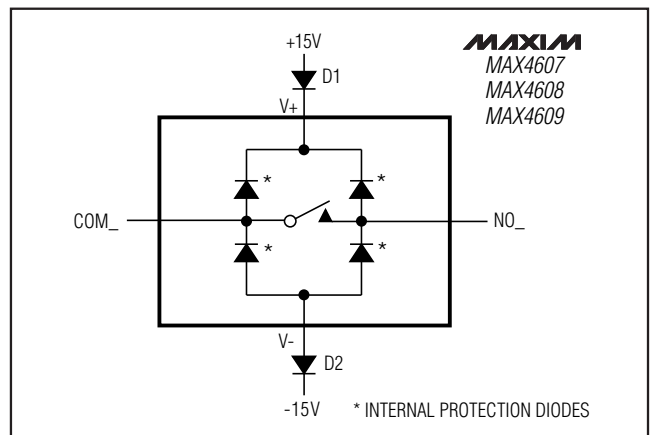 +15V
MAXIM
MAX4607
MAX4608
MAX4609
D1
V+
*
*
COM_
NO_
*
*
V-
D2
-15V
* INTERNAL PROTECTION DIODES